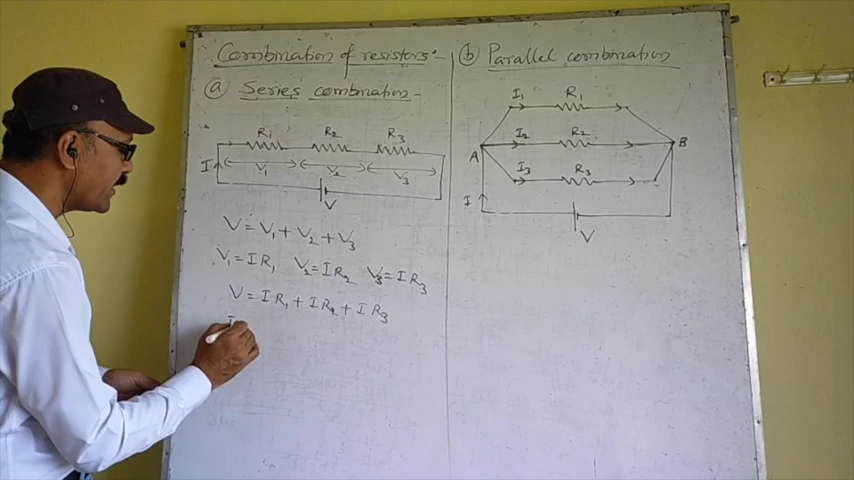 Combination of resistors:-
(a) Series combination-
R1 R2 R3
I
V1 V2 V3
V
V = V1 + V2 + V3
V1 = IR1 V2 = IR2 V3 = IR3
V = IR1 + IR2 + IR3
I
(b) Parallel combination
I1 R1
I2 R2
A B
I3 R3
I
V